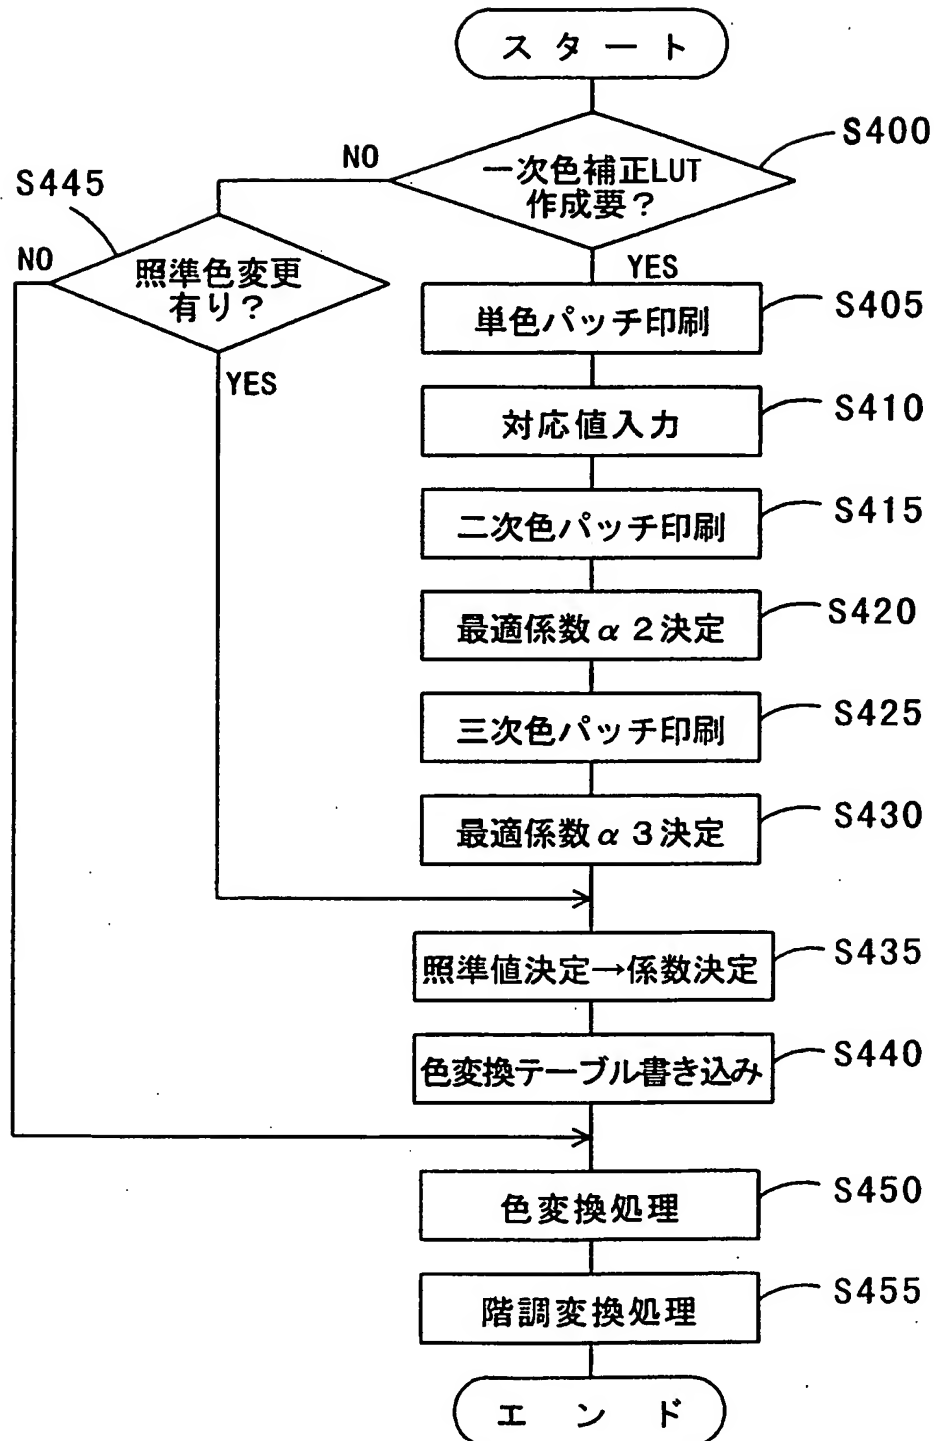 スタート
S400
一次色補正LUT
作成要?
NO
YES
S445
照準色変更
有り?
NO
YES
単色パッチ印刷
S405
対応値入力
S410
二次色パッチ印刷
S415
最適係数α2決定
S420
三次色パッチ印刷
S425
最適係数α3決定
S430
照準値決定→係数決定
S435
色変換テーブル書き込み
S440
色変換処理
S450
階調変換処理
S455
エンド